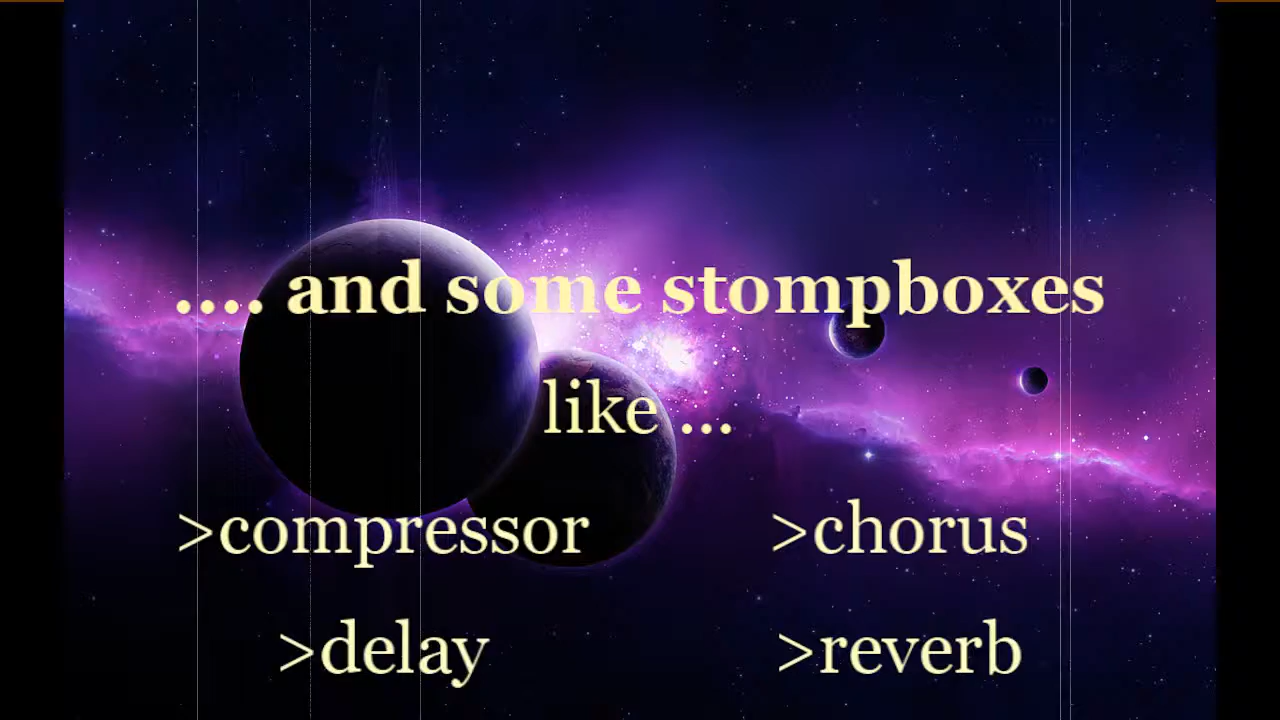 .... and some stompboxes
like ...
>compressor >chorus
>delay >reverb